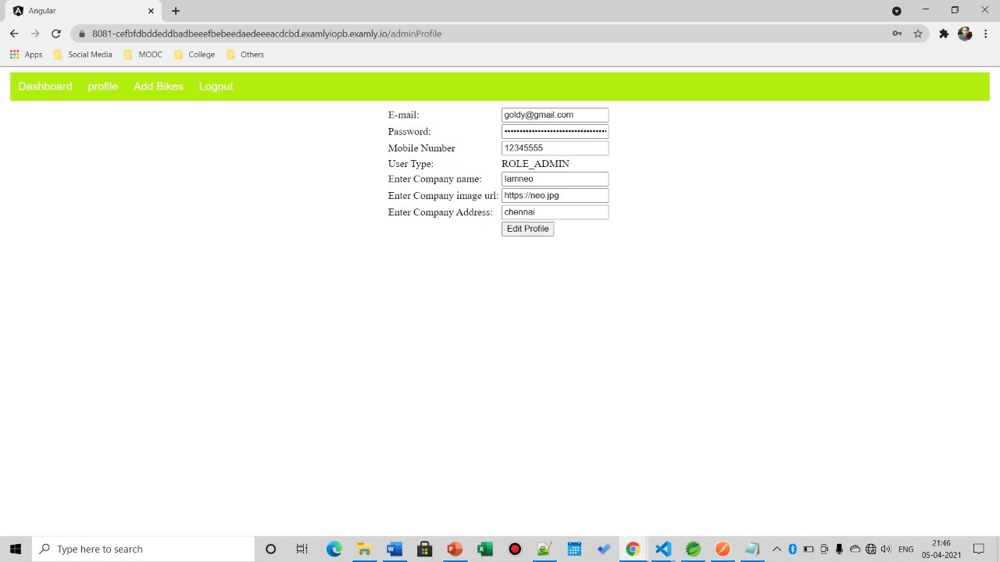 Angular
8081-cefbfdbddeddbadbeeefbebeedaedeeeacdcbd.examlyiopb.examly.io/adminProfile
Apps Social Media MOOC College Others
Dashboard profile Add Bikes Logout
E-mail: goldy@gmail.com
Password: ••••••••••••••••••••••••••••••••••
Mobile Number 12345555
User Type: ROLE_ADMIN
Enter Company name: Iamneo
Enter Company image url: https://neo.jpg
Enter Company Address: chennai
Edit Profile
Type here to search
ENG
21:46
05-04-2021